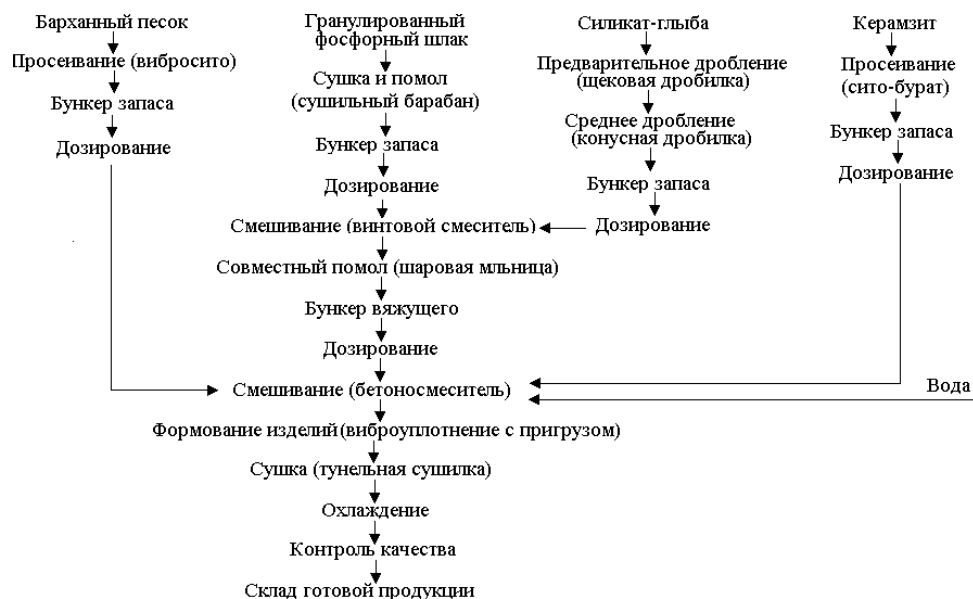 Барханный песок
Просеивание (вибросито)
Бункер запаса
Дозирование
Гранулированный
фосфорный шлак
Сушка и помол
(сушильный барабан)
Бункер запаса
Дозирование
Смешивание (винтовой смеситель)
Совместный помол (шаровая мльница)
Бункер вяжущего
Дозирование
Смешивание (бетоносмеситель)
Формование изделий(виброуплотнение с пригрузом)
Сушка (тунельная сушилка)
Охлаждение
Контроль качества
Склад готовой продукции
Силикат-глыба
Предварительное дробление
(щековая дробилка)
Среднее дробление
(конусная дробилка)
Бункер запаса
Дозирование
Керамзит
Просеивание
(сито-бурат)
Бункер запаса
Дозирование
Вода